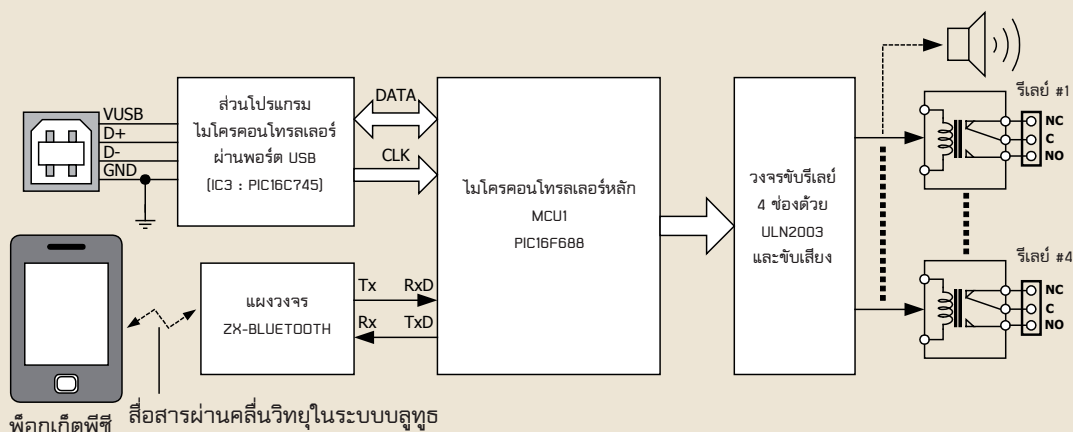 VUSB
D+
D-
GND
ส่วนโปรแกรม
ไมโครคอนโทรลเลอร์
ผ่านพอร์ต USB
(IC3 : PIC16C745)
DATA
CLK
ไมโครคอนโทรลเลอร์หลัก
MCU1
PIC16F688
วงจรขับรีเลย์
4 ช่องด้วย
ULN2003
และขับเสียง
รีเลย์ #1
NC
C
NO
รีเลย์ #4
NC
C
NO
แผงวงจร
ZX-BLUETOOTH
Tx RxD
Rx TxD
พ็อกเก็ตพีซี
สื่อสารผ่านคลื่นวิทยุในระบบบลูทูธ